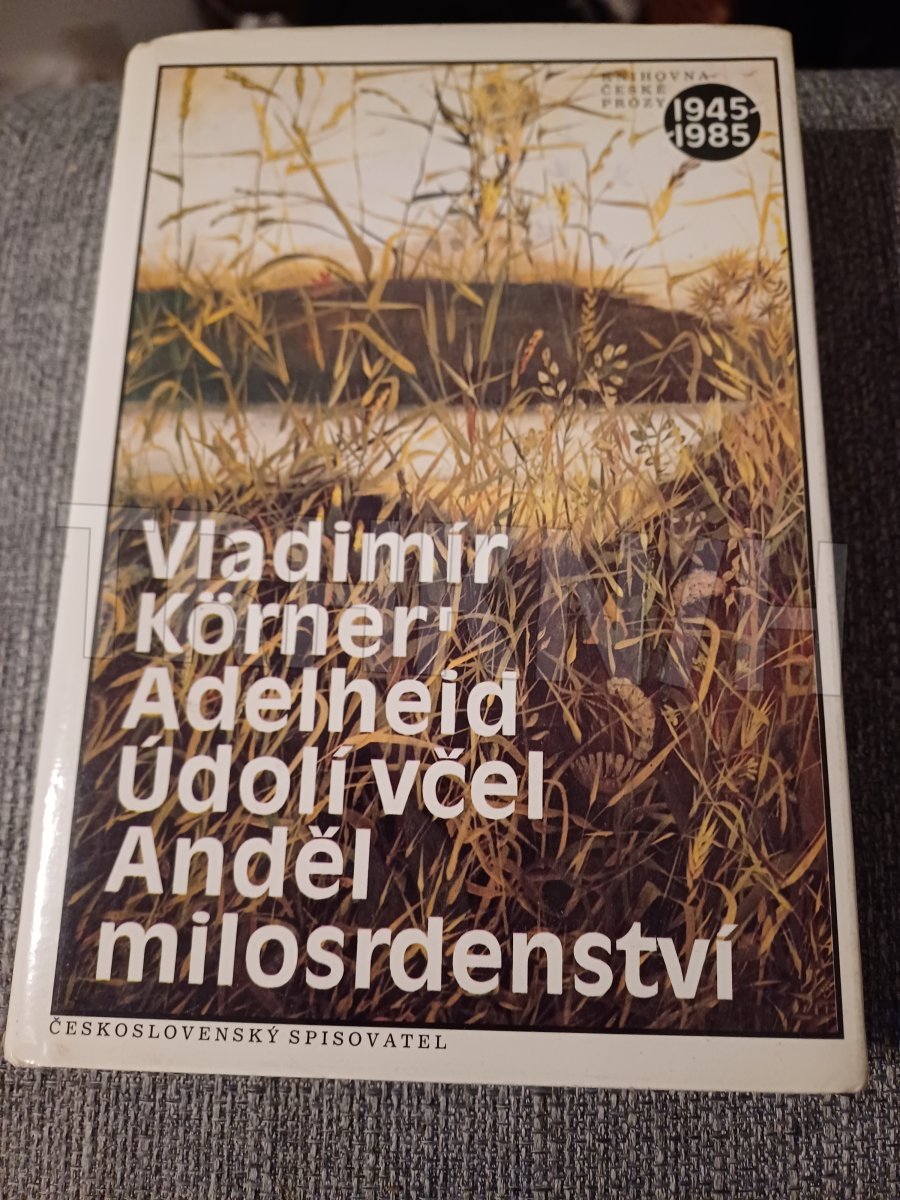 KNIHOVNA
ČESKÉ
PRÓZY
1945
1985
Vladimír
Körner
Adelheid
Údolí včel
Anděl
milosrdenství
ČESKOSLOVENSKÝ SPISOVATEL